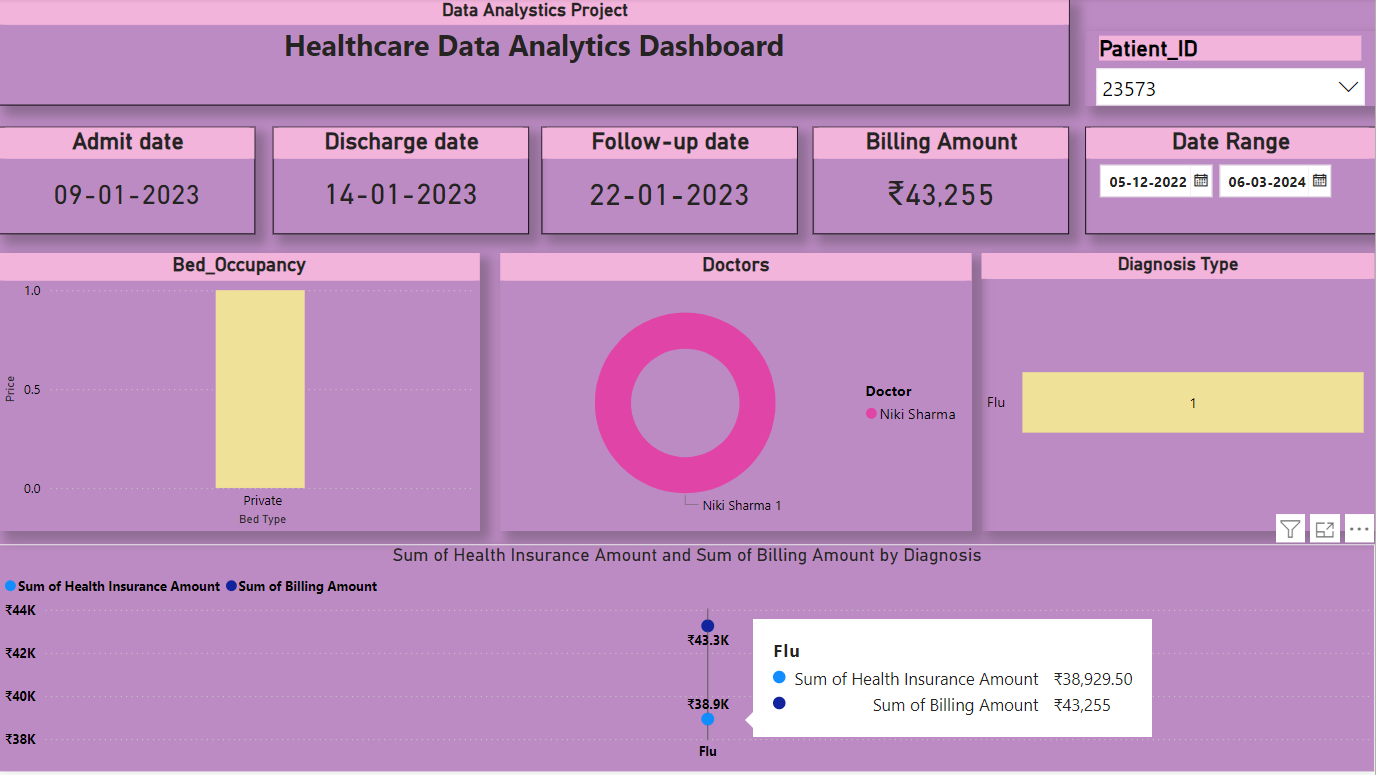 Data Analystics Project
Healthcare Data Analytics Dashboard
Patient_ID
23573
Admit date
09-01-2023
Discharge date
14-01-2023
Follow-up date
22-01-2023
Billing Amount
₹43,255
Date Range
05-12-2022 06-03-2024
Bed_Occupancy
1.0
0.5
0.0
Price
Private
Bed Type
Doctors
Doctor
Niki Sharma
Niki Sharma 1
Diagnosis Type
Flu
1
Sum of Health Insurance Amount and Sum of Billing Amount by Diagnosis
Sum of Health Insurance Amount Sum of Billing Amount
₹44K
₹42K
₹40K
₹38K
₹43.3K
₹38.9K
Flu
Flu
Sum of Health Insurance Amount ₹38,929.50
Sum of Billing Amount ₹43,255